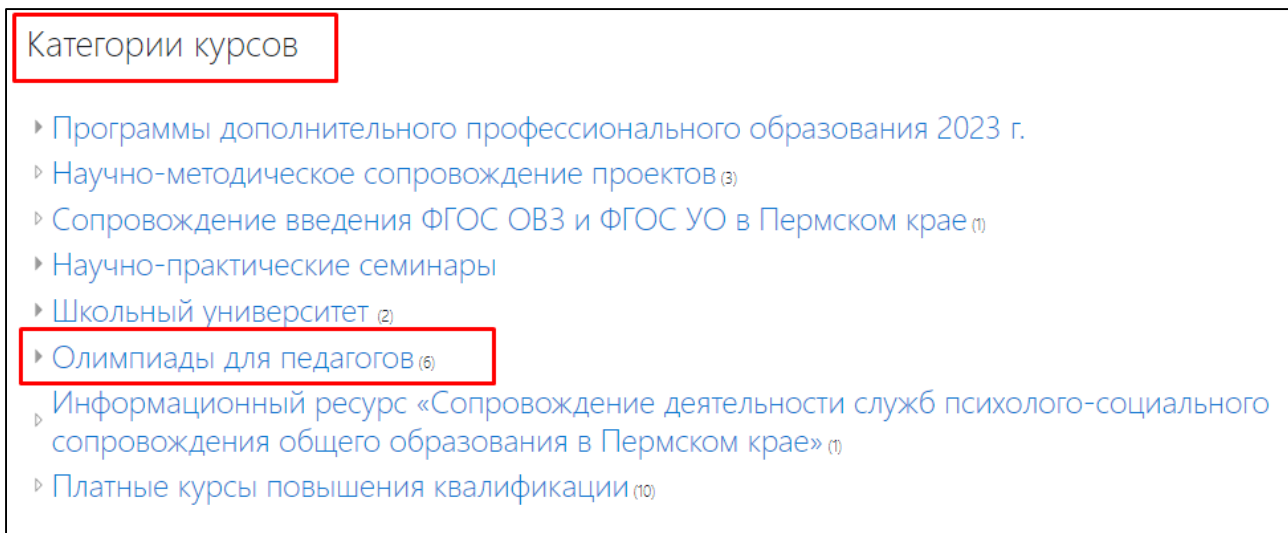 Категории курсов
Программы дополнительного профессионального образования 2023 г.
Научно-методическое сопровождение проектов (3)
Сопровождение введения ФГОС ОВЗ и ФГОС УО в Пермском крае (1)
Научно-практические семинары
Школьный университет (2)
Олимпиады для педагогов (6)
Информационный ресурс «Сопровождение деятельности служб психолого-социального
сопровождения общего образования в Пермском крае» (1)
Платные курсы повышения квалификации (10)